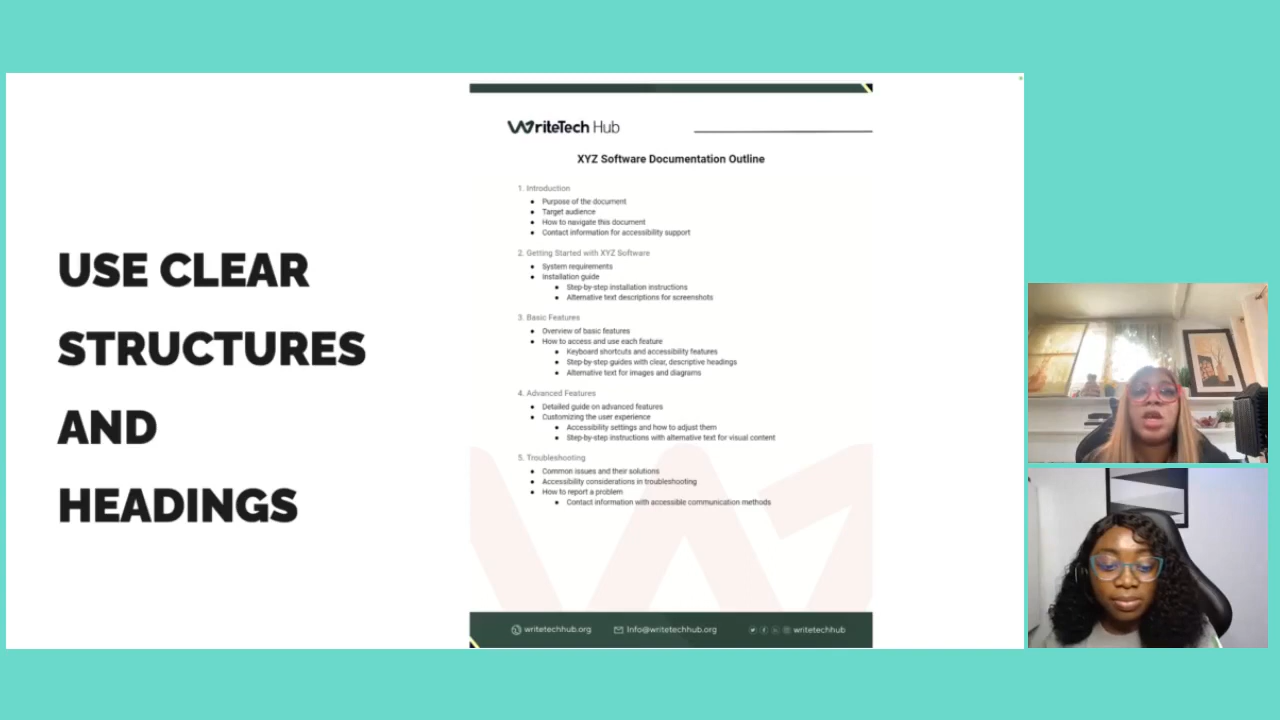 USE CLEAR
STRUCTURES
AND
HEADINGS
WriteTech Hub
XYZ Software Documentation Outline
1. Introduction
● Purpose of the document
● Target audience
● How to navigate this document
● Contact information for accessibility support
2. Getting Started with XYZ Software
● System requirements
● Installation guide
● Step-by-step installation instructions
● Alternative text descriptions for screenshots
3. Basic Features
● Overview of basic features
● How to access and use each feature
● Keyboard shortcuts and accessibility features
● Step-by-step guides with clear, descriptive headings
● Alternative text for images and diagrams
4. Advanced Features
● Detailed guide on advanced features
● Customizing the user experience
● Accessibility settings and how to adjust them
● Step-by-step instructions with alternative text for visual content
5. Troubleshooting
● Common issues and their solutions
● Accessibility considerations in troubleshooting
● How to report a problem
● Contact information with accessible communication methods
writetechhub.org Info@writetechhub.org writetechhub